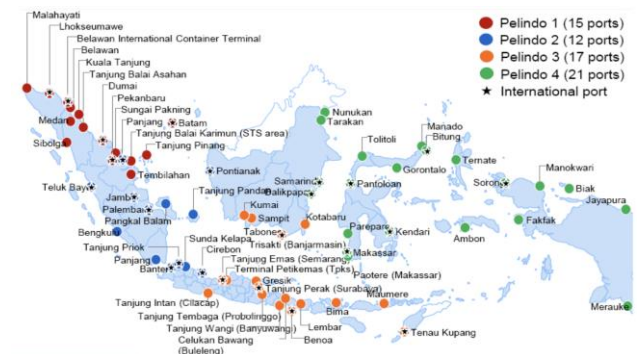 Malahayati
Lhokseumawe
Belawan International Container Terminal
Belawan
Kuala Tanjung
Tanjung Balai Asahan
Dumai
Pekanbaru
Sungai Pakning
Panjang
Batam
Tanjung Balai Karimun (STS area)
Tanjung Pinang
Medan
Sibolga
Tembilahan
Teluk Bayu
Jambi
Palemba
Pangkal Balam
Bengku
Tanjung Pandan
Pontianak
Tanjung Priok
Panjang
Banten
Sunda Kelapa
Cirebon
Tanjung Emas (Semarang)
Terminal Petikemas (Tpks)
Gresik
Tanjung Perak (Surabaya)
Tanjung Intan (Cilacap)
Tanjung Tembaga (Probolinggo)
Tanjung Wangi (Banyuwangi)
Celukan Bawang
(Buleleng)
Lembar
Benoa
Bima
Maumere
Tenau Kupang
Kumai
Sampit
Tabone
Trisakti (Banjarmasin)
Kotabaru
Samarind
Balikpapa
Nunukan
Tarakan
Tolitoli
Pantoloan
Manado
Bitung
Gorontalo
Parepare
Kendari
Makassar
Paotere (Makassar)
Ternate
Ambon
Sorong
Manokwari
Biak
Jayapura
Fakfak
Merauke
Pelindo 1 (15 ports)
Pelindo 2 (12 ports)
Pelindo 3 (17 ports)
Pelindo 4 (21 ports)
International port